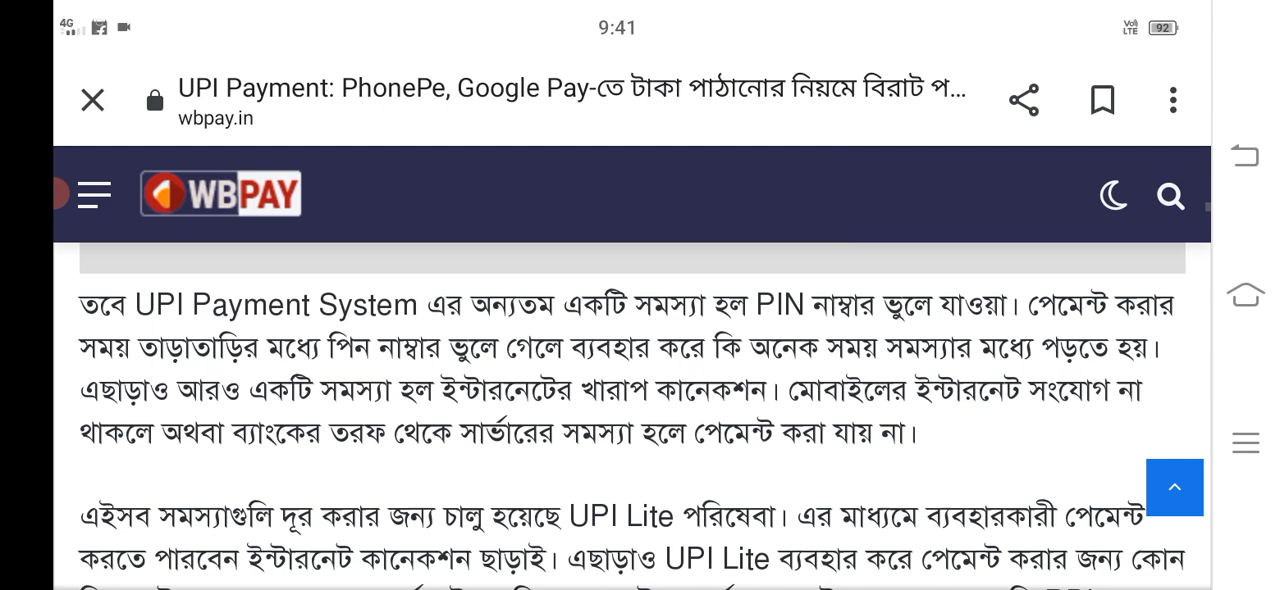 4G
9:41
Vol) LTE
92
UPI Payment: PhonePe, Google Pay-তে টাকা পাঠানোর নিয়মে বিরাট প...
wbpay.in
WBPAY
তবে UPI Payment System এর অন্যতম একটি সমস্যা হল PIN নাম্বার ভুলে যাওয়া। পেমেন্ট করার
সময় তাড়াতাড়ির মধ্যে পিন নাম্বার ভুলে গেলে ব্যবহার করে কি অনেক সময় সমস্যার মধ্যে পড়তে হয়।
এছাড়াও আরও একটি সমস্যা হল ইন্টারনেটের খারাপ কানেকশন। মোবাইলের ইন্টারনেট সংযোগ না
থাকলে অথবা ব্যাংকের তরফ থেকে সার্ভারের সমস্যা হলে পেমেন্ট করা যায় না।
এইসব সমস্যাগুলি দূর করার জন্য চালু হয়েছে UPI Lite পরিষেবা। এর মাধ্যমে ব্যবহারকারী পেমেন্ট
করতে পারবেন ইন্টারনেট কানেকশন ছাড়াই। এছাড়াও UPI Lite ব্যবহার করে পেমেন্ট করার জন্য কোন